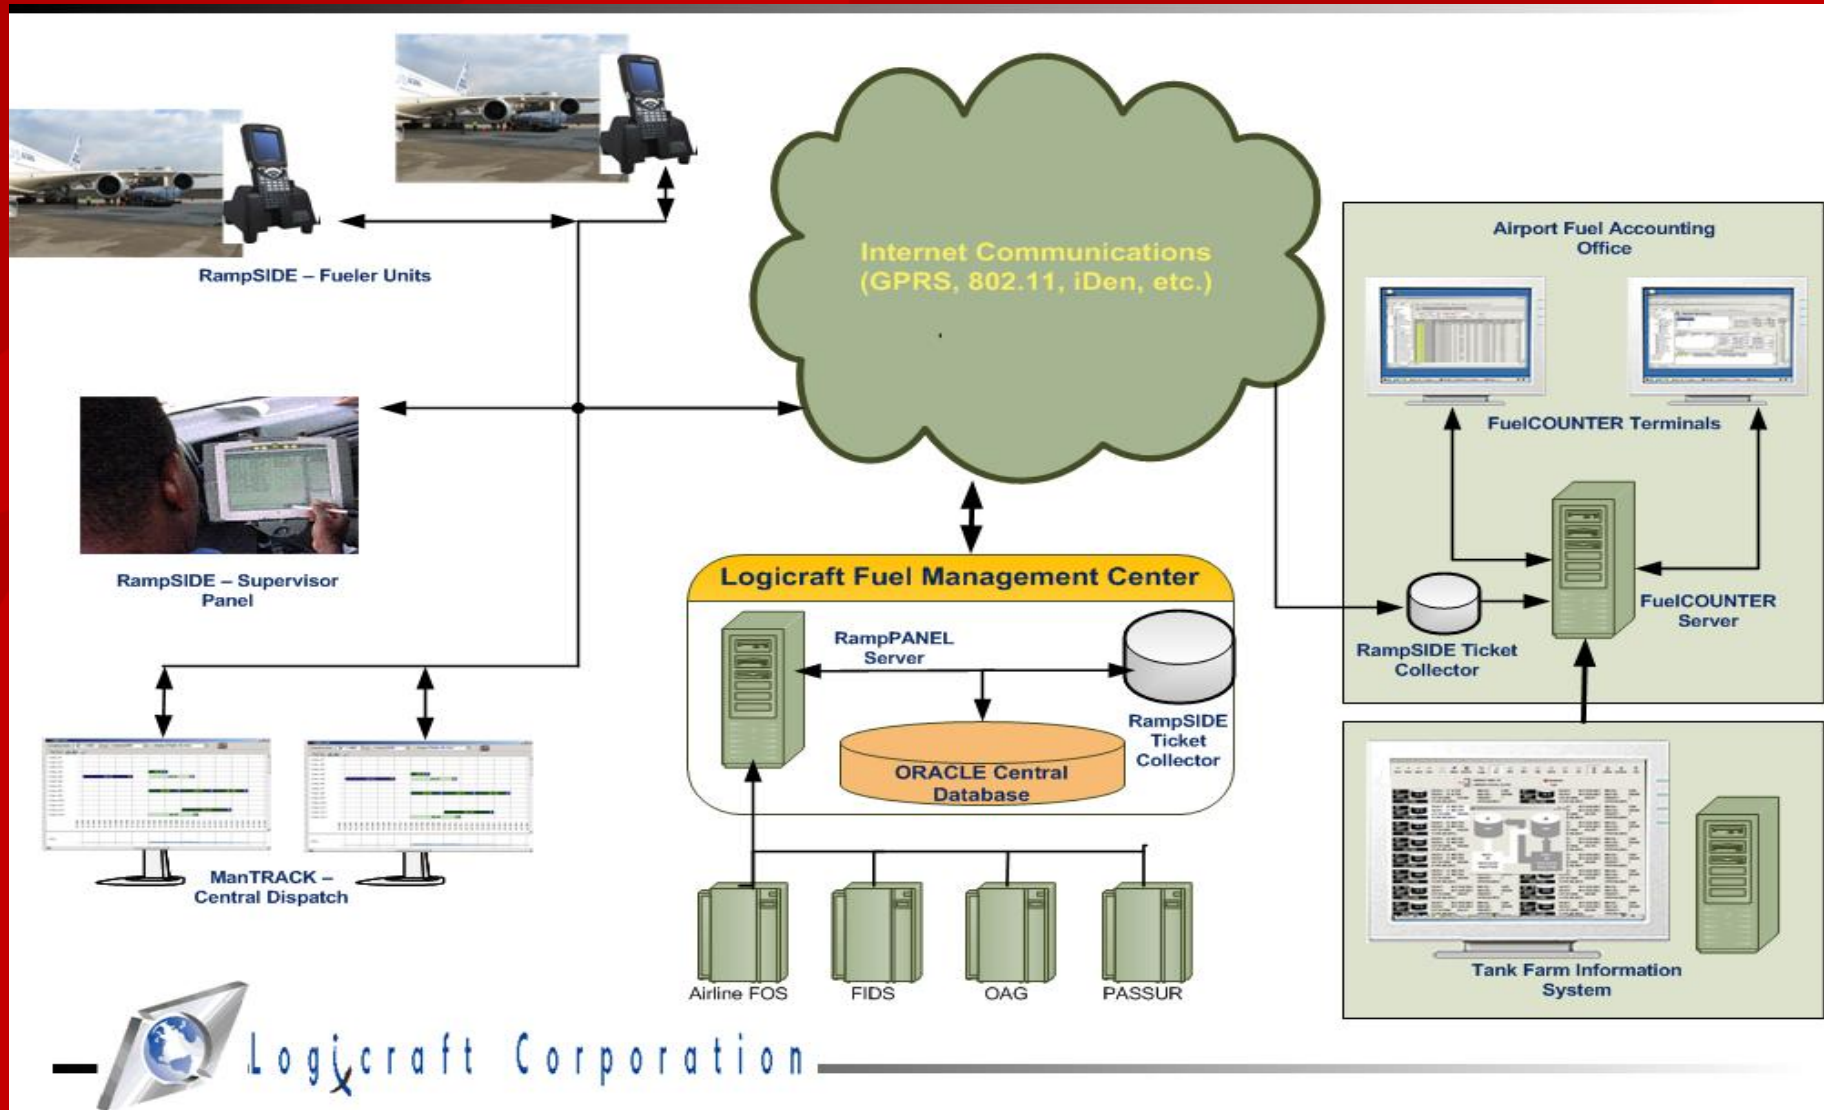 Internet Communications
(GPRS, 802.11, iDen, etc.)
RampSIDE – Fueler Units
RampSIDE – Supervisor
Panel
ManTRACK –
Central Dispatch
Logicraft Fuel Management Center
RampPANEL
Server
RampSIDE
Ticket
Collector
ORACLE Central
Database
Airline FOS
FIDS
OAG
PASSUR
Airport Fuel Accounting
Office
FuelCOUNTER Terminals
FuelCOUNTER
Server
RampSIDE Ticket
Collector
Tank Farm Information
System
Logicraft Corporation